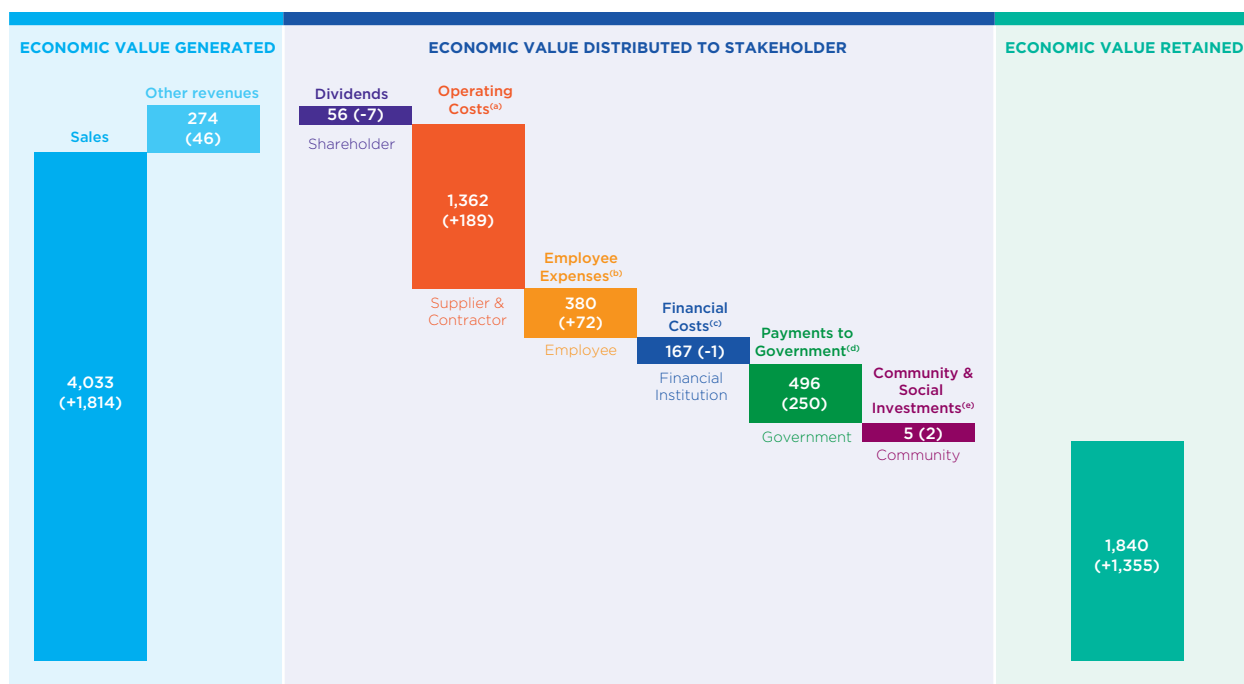 ECONOMIC VALUE GENERATED
Other revenues
274
(46)
Sales
4,033
(+1,814)
ECONOMIC VALUE DISTRIBUTED TO STAKEHOLDER
Dividends
56 (-7)
Shareholder
Operating
Costs(a)
1,362
(+189)
Supplier &
Contractor
Employee
Expenses(b)
380
(+72)
Employee
Financial
Costs(c)
167 (-1)
Financial
Institution
Payments to
Government(d)
496
(250)
Government
Community &
Social
Investments(e)
5 (2)
Community
ECONOMIC VALUE RETAINED
1,840
(+1,355)